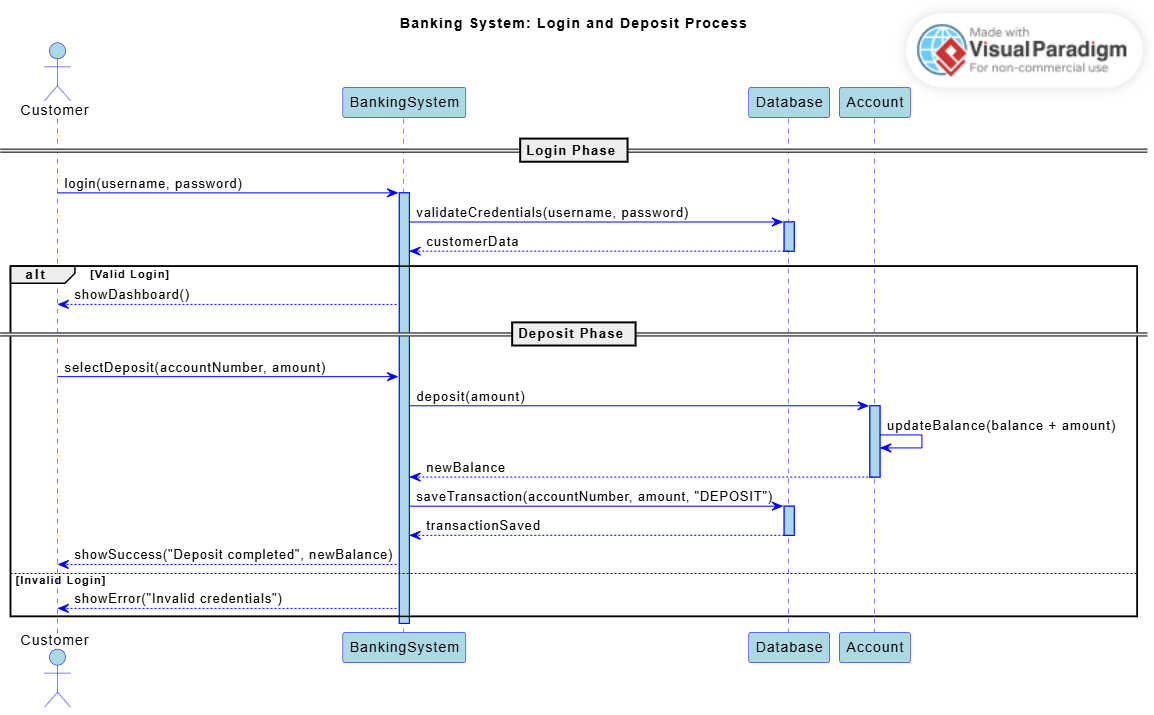 Banking System: Login and Deposit Process
Made with
Visual Paradigm
For non-commercial use
Customer
BankingSystem
Database
Account
Login Phase
login(username, password)
validateCredentials(username, password)
customerData
alt
[Valid Login]
showDashboard()
Deposit Phase
selectDeposit(accountNumber, amount)
deposit(amount)
updateBalance(balance + amount)
newBalance
saveTransaction(accountNumber, amount, "DEPOSIT")
transactionSaved
showSuccess("Deposit completed", newBalance)
[Invalid Login]
showError("Invalid credentials")
Customer
BankingSystem
Database
Account